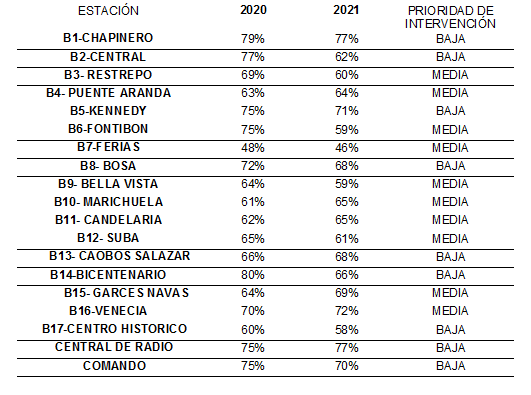 ESTACIÓN 2020 2021 PRIORIDAD DE INTERVENCIÓN
B1-CHAPINERO 79% 77% BAJA
B2-CENTRAL 77% 62% BAJA
B3- RESTREPO 69% 60% MEDIA
B4- PUENTE ARANDA 63% 64% MEDIA
B5-KENNEDY 75% 71% BAJA
B6-FONTIBON 75% 59% MEDIA
B7-FERIAS 48% 46% MEDIA
B8- BOSA 72% 68% BAJA
B9- BELLA VISTA 64% 59% MEDIA
B10- MARICHUELA 61% 65% MEDIA
B11- CANDELARIA 62% 65% MEDIA
B12- SUBA 65% 61% MEDIA
B13- CAOBOS SALAZAR 66% 68% BAJA
B14-BICENTENARIO 80% 66% BAJA
B15- GARCES NAVAS 64% 69% MEDIA
B16-VENECIA 70% 72% MEDIA
B17-CENTRO HISTORICO 60% 58% BAJA
CENTRAL DE RADIO 75% 77% BAJA
COMANDO 75% 70% BAJA